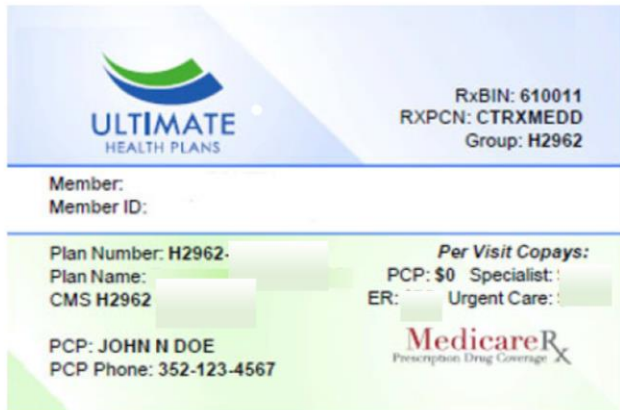 ULTIMATE
HEALTH PLANS
RxBIN: 610011
RXPCN: CTRXMEDD
Group: H2962
Member:
Member ID:
Plan Number: H2962-
Plan Name:
CMS H2962
PCP: JOHN N DOE
PCP Phone: 352-123-4567
Per Visit Copays:
PCP: $0 Specialist:
ER: Urgent Care:
MedicareRx
Prescription Drug Coverage